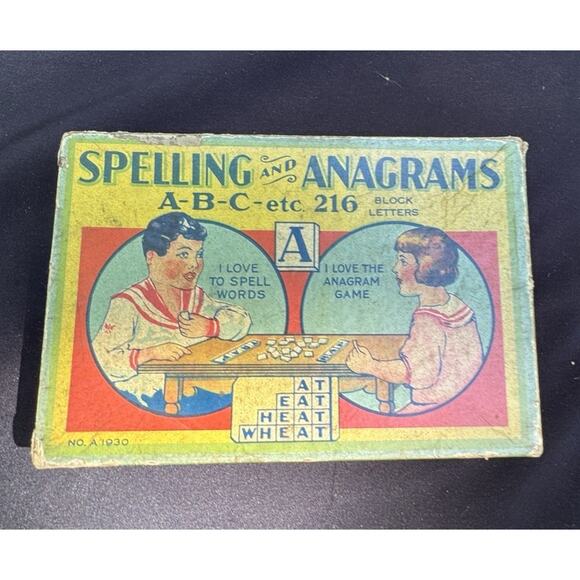 SPELLING AND ANAGRAMS
A-B-C-etc. 216 BLOCK LETTERS
A
I LOVE
TO SPELL
WORDS
I LOVE THE
ANAGRAM
GAME
AT
EAT
HEAT
WHEAT
NO. A 1930